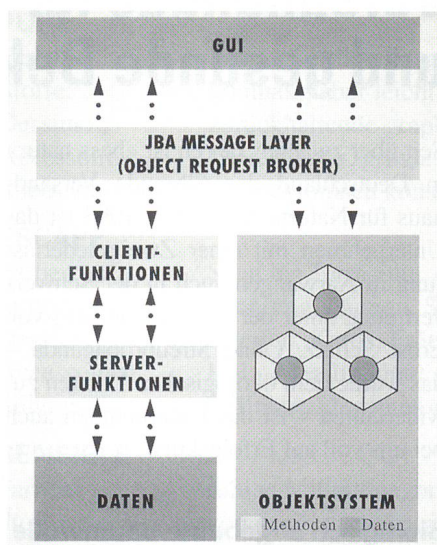 GUI
JBA MESSAGE LAYER
(OBJECT REQUEST BROKER)
CLIENT-
FUNKTIONEN
SERVER-
FUNKTIONEN
DATEN
OBJEKTSYSTEM
Methoden Daten